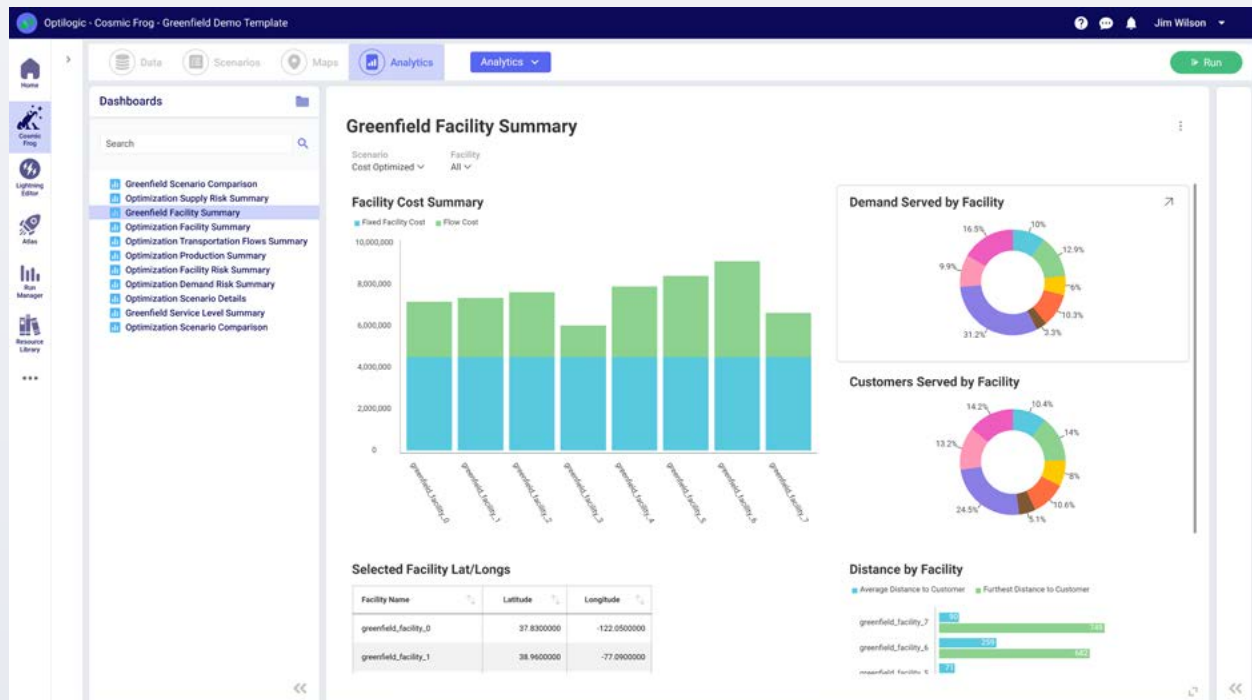 Optilogic - Cosmic Frog - Greenfield Demo Template
Jim Wilson
Home
Cosmic
Frog
Lightning
Editor
Atlas
Run
Manager
Resource
Library
Data
Scenarios
Maps
Analytics
Analytics
Run
Dashboards
Search
Greenfield Scenario Comparison
Optimization Supply Risk Summary
Greenfield Facility Summary
Optimization Facility Summary
Optimization Transportation Flows Summary
Optimization Production Summary
Optimization Facility Risk Summary
Optimization Demand Risk Summary
Optimization Scenario Details
Greenfield Service Level Summary
Optimization Scenario Comparison
Greenfield Facility Summary
Scenario
Cost Optimized
Facility
All
Facility Cost Summary
Fixed Facility Cost
Flow Cost
10,000,000
8,000,000
6,000,000
4,000,000
2,000,000
0
greenfield_facility_0
greenfield_facility_1
greenfield_facility_2
greenfield_facility_3
greenfield_facility_4
greenfield_facility_5
greenfield_facility_6
greenfield_facility_7
Demand Served by Facility
16.5%
10%
12.9%
9.9%
6%
10.3%
3.3%
31.2%
Customers Served by Facility
14.2%
10.4%
14%
13.2%
8%
10.6%
5.1%
24.5%
Selected Facility Lat/Longs
Facility Name Latitude Longitude
greenfield_facility_0 37.8300000 -122.0500000
greenfield_facility_1 38.9600000 -77.0900000
Distance by Facility
Average Distance to Customer
Furthest Distance to Customer
greenfield_facility_7
greenfield_facility_6
259
682
greenfield_facility_5
71